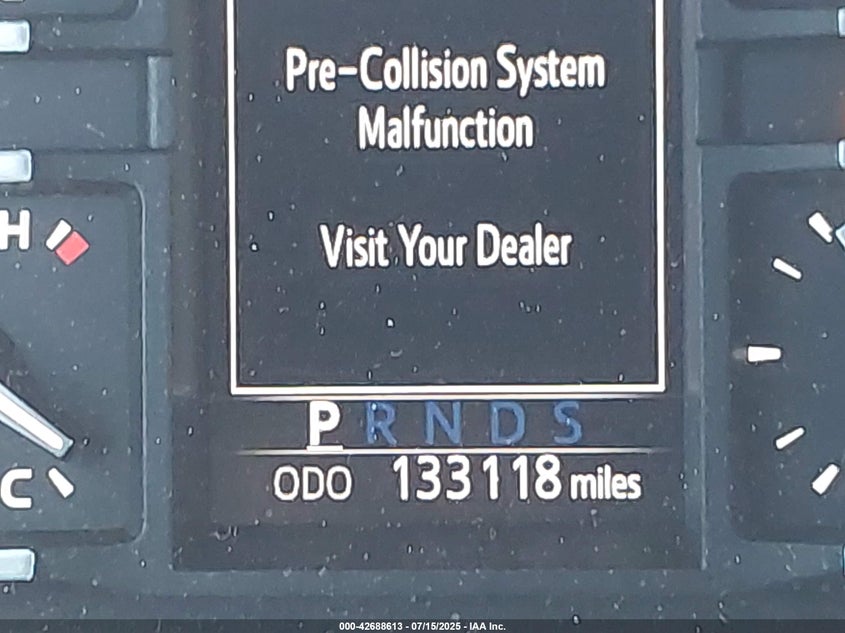 Pre-Collision System
Malfunction
Visit Your Dealer
H
P R N D S
C
ODO 133118 miles
000-42688613 - 07/15/2025 - IAA Inc.